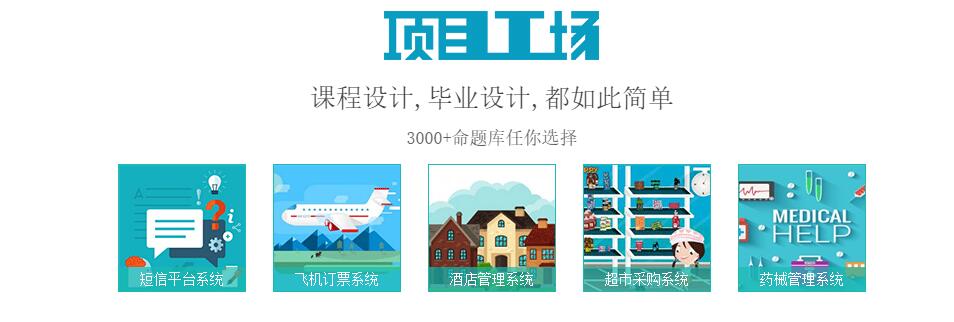 项目工场
课程设计,毕业设计,都如此简单
3000+命题库任你选择
MEDICAL
HELP
短信平台系统
飞机订票系统
酒店管理系统
超市采购系统
药械管理系统